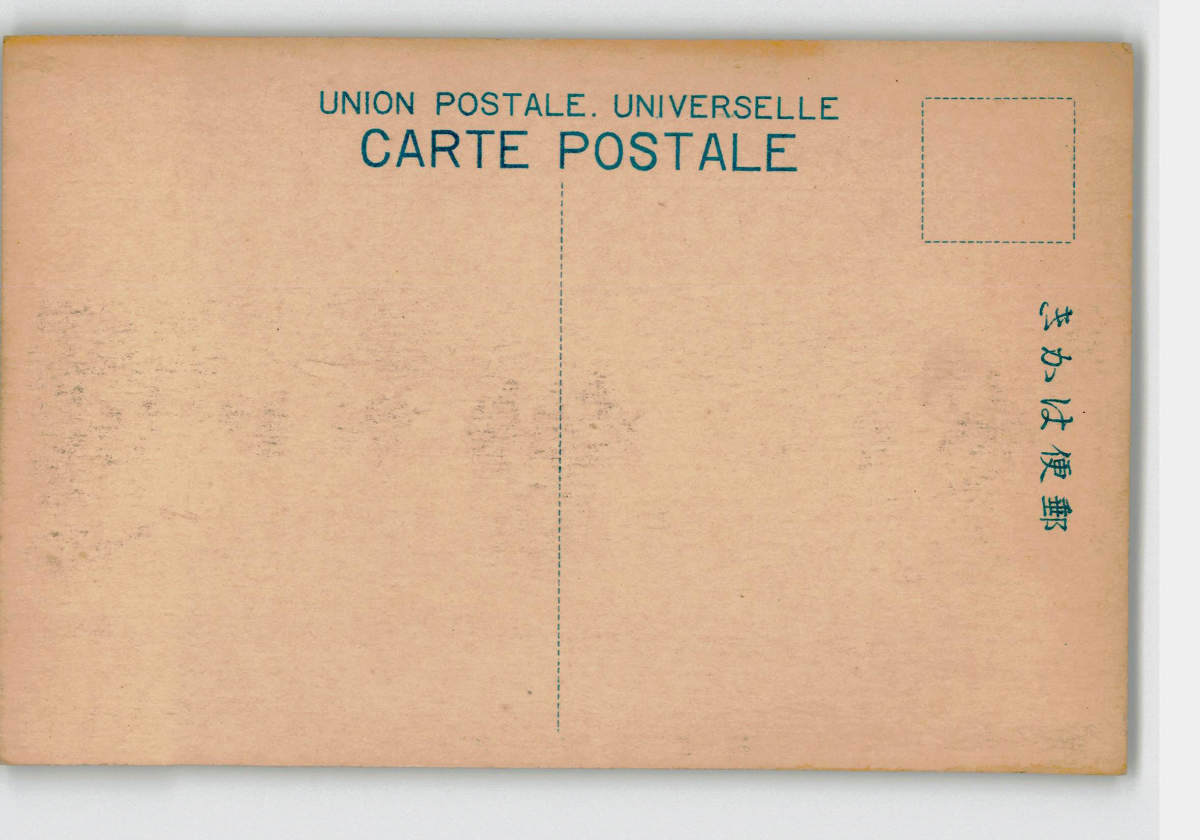 UNION POSTALE. UNIVERSELLE
CARTE POSTALE
きかは便郵